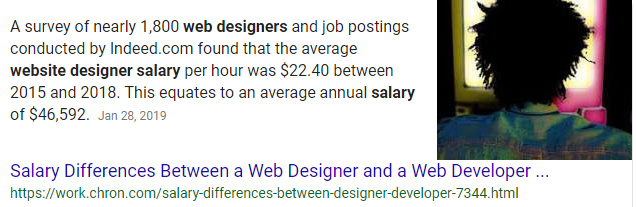 A survey of nearly 1,800 web designers and job postings
conducted by Indeed.com found that the average
website designer salary per hour was $22.40 between
2015 and 2018. This equates to an average annual salary
of $46,592. Jan 28, 2019
Salary Differences Between a Web Designer and a Web Developer ...
https://work.chron.com/salary-differences-between-designer-developer-7344.html